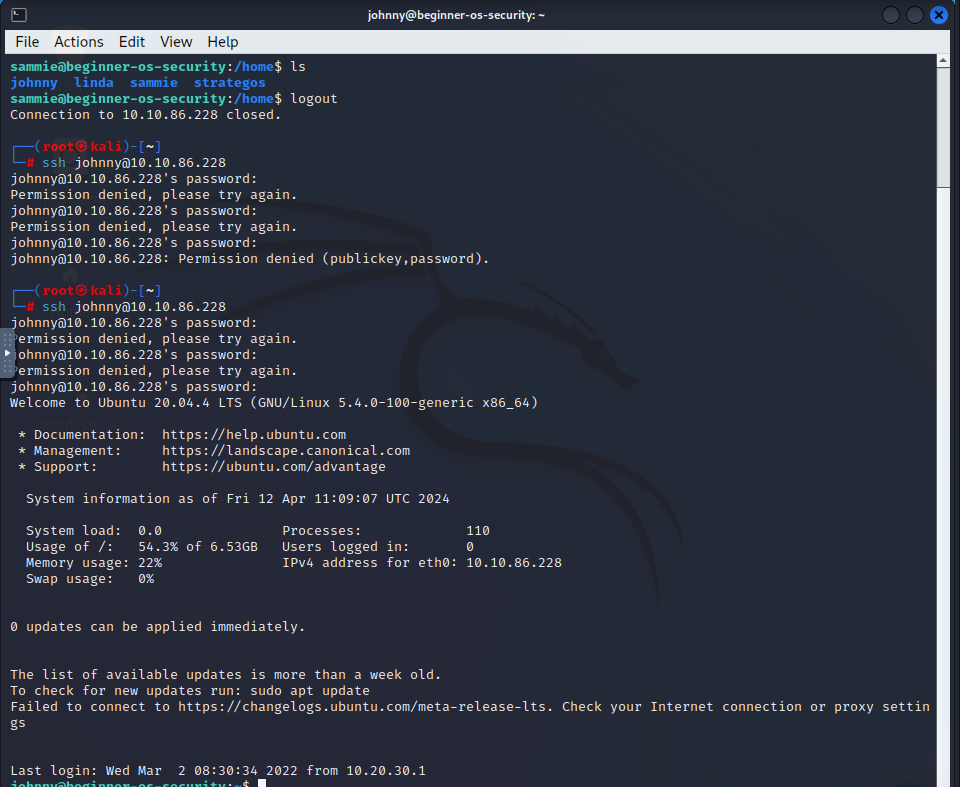 johnny@beginner-os-security: ~
File Actions Edit View Help
sammie@beginner-os-security:/home$ ls
johnny  linda  sammie  strategos
sammie@beginner-os-security:/home$ logout
Connection to 10.10.86.228 closed.
┌──(root㉿kali)-[~]
└─# ssh johnny@10.10.86.228
johnny@10.10.86.228's password:
Permission denied, please try again.
johnny@10.10.86.228's password:
Permission denied, please try again.
johnny@10.10.86.228's password:
johnny@10.10.86.228: Permission denied (publickey,password).
┌──(root㉿kali)-[~]
└─# ssh johnny@10.10.86.228
johnny@10.10.86.228's password:
Permission denied, please try again.
johnny@10.10.86.228's password:
Permission denied, please try again.
johnny@10.10.86.228's password:
Welcome to Ubuntu 20.04.4 LTS (GNU/Linux 5.4.0-100-generic x86_64)
* Documentation:  https://help.ubuntu.com
* Management:     https://landscape.canonical.com
* Support:        https://ubuntu.com/advantage
System information as of Fri 12 Apr 11:09:07 UTC 2024
System load:  0.0               Processes:             110
Usage of /:   54.3% of 6.53GB   Users logged in:       0
Memory usage: 22%               IPv4 address for eth0: 10.10.86.228
Swap usage:   0%
0 updates can be applied immediately.
The list of available updates is more than a week old.
To check for new updates run: sudo apt update
Failed to connect to https://changelogs.ubuntu.com/meta-release-lts. Check your Internet connection or proxy settin
gs
Last login: Wed Mar  2 08:30:34 2022 from 10.20.30.1
johnny@beginner-os-security:~$